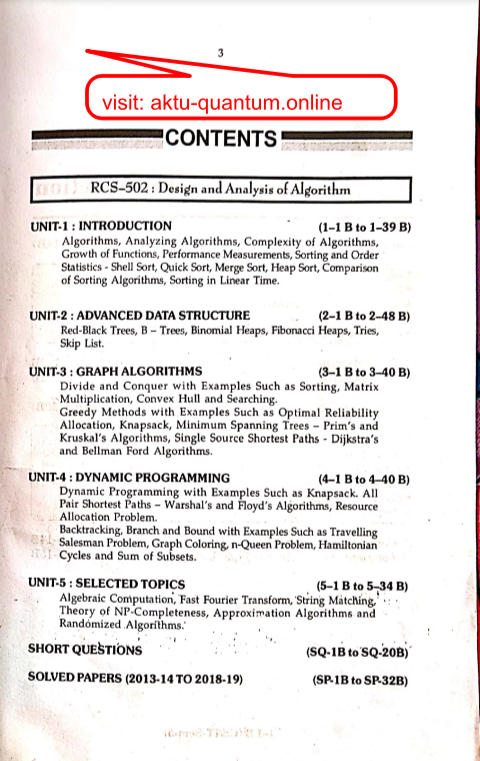 3
visit: aktu-quantum.online
CONTENTS
RCS–502 : Design and Analysis of Algorithm
UNIT-1 : INTRODUCTION (1–1 B to 1–39 B)
Algorithms, Analyzing Algorithms, Complexity of Algorithms,
Growth of Functions, Performance Measurements, Sorting and Order
Statistics - Shell Sort, Quick Sort, Merge Sort, Heap Sort, Comparison
of Sorting Algorithms, Sorting in Linear Time.
UNIT-2 : ADVANCED DATA STRUCTURE (2–1 B to 2–48 B)
Red-Black Trees, B – Trees, Binomial Heaps, Fibonacci Heaps, Tries,
Skip List.
UNIT-3 : GRAPH ALGORITHMS (3–1 B to 3–40 B)
Divide and Conquer with Examples Such as Sorting, Matrix
Multiplication, Convex Hull and Searching.
Greedy Methods with Examples Such as Optimal Reliability
Allocation, Knapsack, Minimum Spanning Trees – Prim's and
Kruskal's Algorithms, Single Source Shortest Paths - Dijkstra's
and Bellman Ford Algorithms.
UNIT-4 : DYNAMIC PROGRAMMING (4–1 B to 4–40 B)
Dynamic Programming with Examples Such as Knapsack. All
Pair Shortest Paths – Warshal's and Floyd's Algorithms, Resource
Allocation Problem.
Backtracking, Branch and Bound with Examples Such as Travelling
Salesman Problem, Graph Coloring, n-Queen Problem, Hamiltonian
Cycles and Sum of Subsets.
UNIT-5 : SELECTED TOPICS (5–1 B to 5–34 B)
Algebraic Computation, Fast Fourier Transform, String Matching,
Theory of NP-Completeness, Approximation Algorithms and
Randomized Algorithms.
SHORT QUESTIONS (SQ-1B to SQ-20B)
SOLVED PAPERS (2013-14 TO 2018-19) (SP-1B to SP-32B)